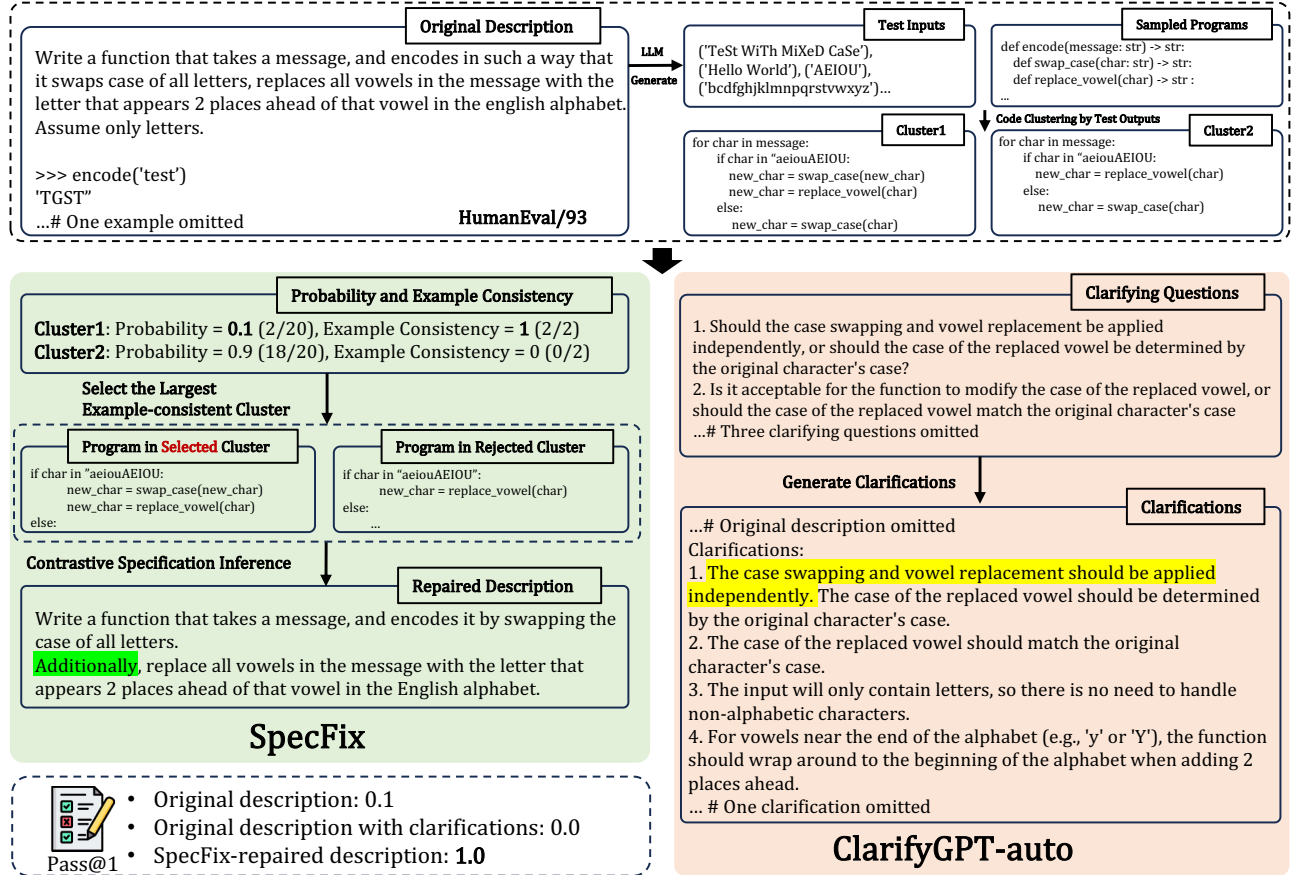 Original Description
Write a function that takes a message, and encodes in such a way that
it swaps case of all letters, replaces all vowels in the message with the
letter that appears 2 places ahead of that vowel in the english alphabet.
Assume only letters.
>>> encode('test’)
'TGST”
...# One example omitted
HumanEval/93
LLM
Generate
Test Inputs
('TeSt WiTh MiXeD CaSe’),
('Hello World’), ('AEIOU’),
('bcdfghjklmnpqrstvwxyz’)...
Sampled Programs
def encode(message: str) -> str:
def swap_case(char: str) -> str:
def replace_vowel(char) -> str :
...
Code Clustering by Test Outputs
Cluster1
for char in message:
if char in “aeiouAEIOU:
new_char = swap_case(new_char)
new_char = replace_vowel(char)
else:
new_char = swap_case(char)
Cluster2
for char in message:
if char in “aeiouAEIOU:
new_char = replace_vowel(char)
else:
new_char = swap_case(char)
Probability and Example Consistency
Cluster1: Probability = 0.1 (2/20), Example Consistency = 1 (2/2)
Cluster2: Probability = 0.9 (18/20), Example Consistency = 0 (0/2)
Select the Largest
Example-consistent Cluster
Program in Selected Cluster
if char in ”aeiouAEIOU:
new_char = swap_case(new_char)
new_char = replace_vowel(char)
else:
Program in Rejected Cluster
if char in “aeiouAEIOU”:
new_char = replace_vowel(char)
else:
...
Contrastive Specification Inference
Repaired Description
Write a function that takes a message, and encodes it by swapping the
case of all letters.
Additionally, replace all vowels in the message with the letter that
appears 2 places ahead of that vowel in the English alphabet.
SpecFix
Pass@1
• Original description: 0.1
• Original description with clarifications: 0.0
• SpecFix-repaired description: 1.0
Clarifying Questions
1. Should the case swapping and vowel replacement be applied
independently, or should the case of the replaced vowel be determined by
the original character's case?
2. Is it acceptable for the function to modify the case of the replaced vowel, or
should the case of the replaced vowel match the original character's case
...# Three clarifying questions omitted
Generate Clarifications
Clarifications
...# Original description omitted
Clarifications:
1. The case swapping and vowel replacement should be applied
independently. The case of the replaced vowel should be determined
by the original character's case.
2. The case of the replaced vowel should match the original
character's case.
3. The input will only contain letters, so there is no need to handle
non-alphabetic characters.
4. For vowels near the end of the alphabet (e.g., 'y' or 'Y'), the function
should wrap around to the beginning of the alphabet when adding 2
places ahead.
... # One clarification omitted
ClarifyGPT-auto